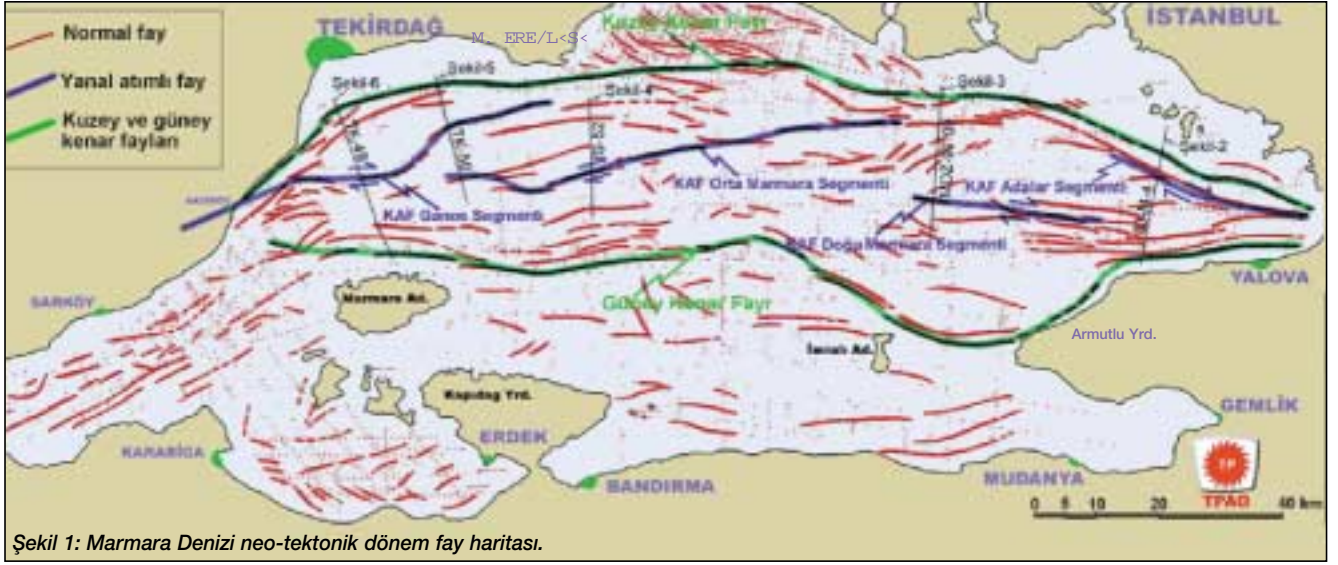 Normal fay
Yanal atımlı fay
Kuzey ve güney
kenar fayları
TEKİRDAĞ
M. ERE/L<S<
Kuzey Kenar Fayı
İSTANBUL
Şekil-6
Şekil-5
Şekil-4
Şekil-3
Şekil-2
KAF Ganos Segmenti
KAF Orta Marmara Segmenti
KAF Adalar Segmenti
KAF Doğu Marmara Segmenti
Güney Kenar Fayı
YALOVA
ŞARKÖY
Marmara Ad.
İmralı Ad.
Armutlu Yrd.
Kapıdag Yrd.
GEMLİK
KARABİGA
ERDEK
BANDIRMA
MUDANYA
TPAO
0 5 10 20 40 km
Şekil 1: Marmara Denizi neo-tektonik dönem fay haritası.